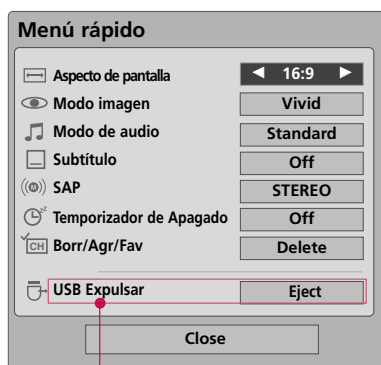 Menú rápido
Aspecto de pantalla ◄ 16:9 ►
Modo imagen Vivid
Modo de audio Standard
Subtítulo Off
SAP STEREO
Temporizador de Apagado Off
CH Borr/Agr/Fav Delete
USB Expulsar Eject
Close